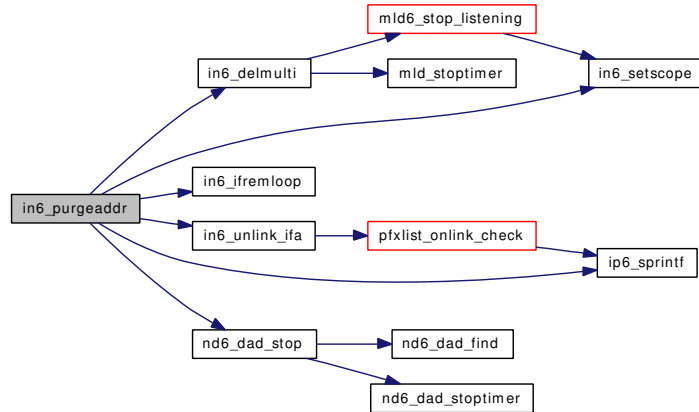 mld6_stop_listening
in6_delmulti
mld_stoptimer
in6_setscope
in6_ifremloop
in6_purgeaddr
in6_unlink_ifa
pfxlist_onlink_check
ip6_sprintf
nd6_dad_stop
nd6_dad_find
nd6_dad_stoptimer